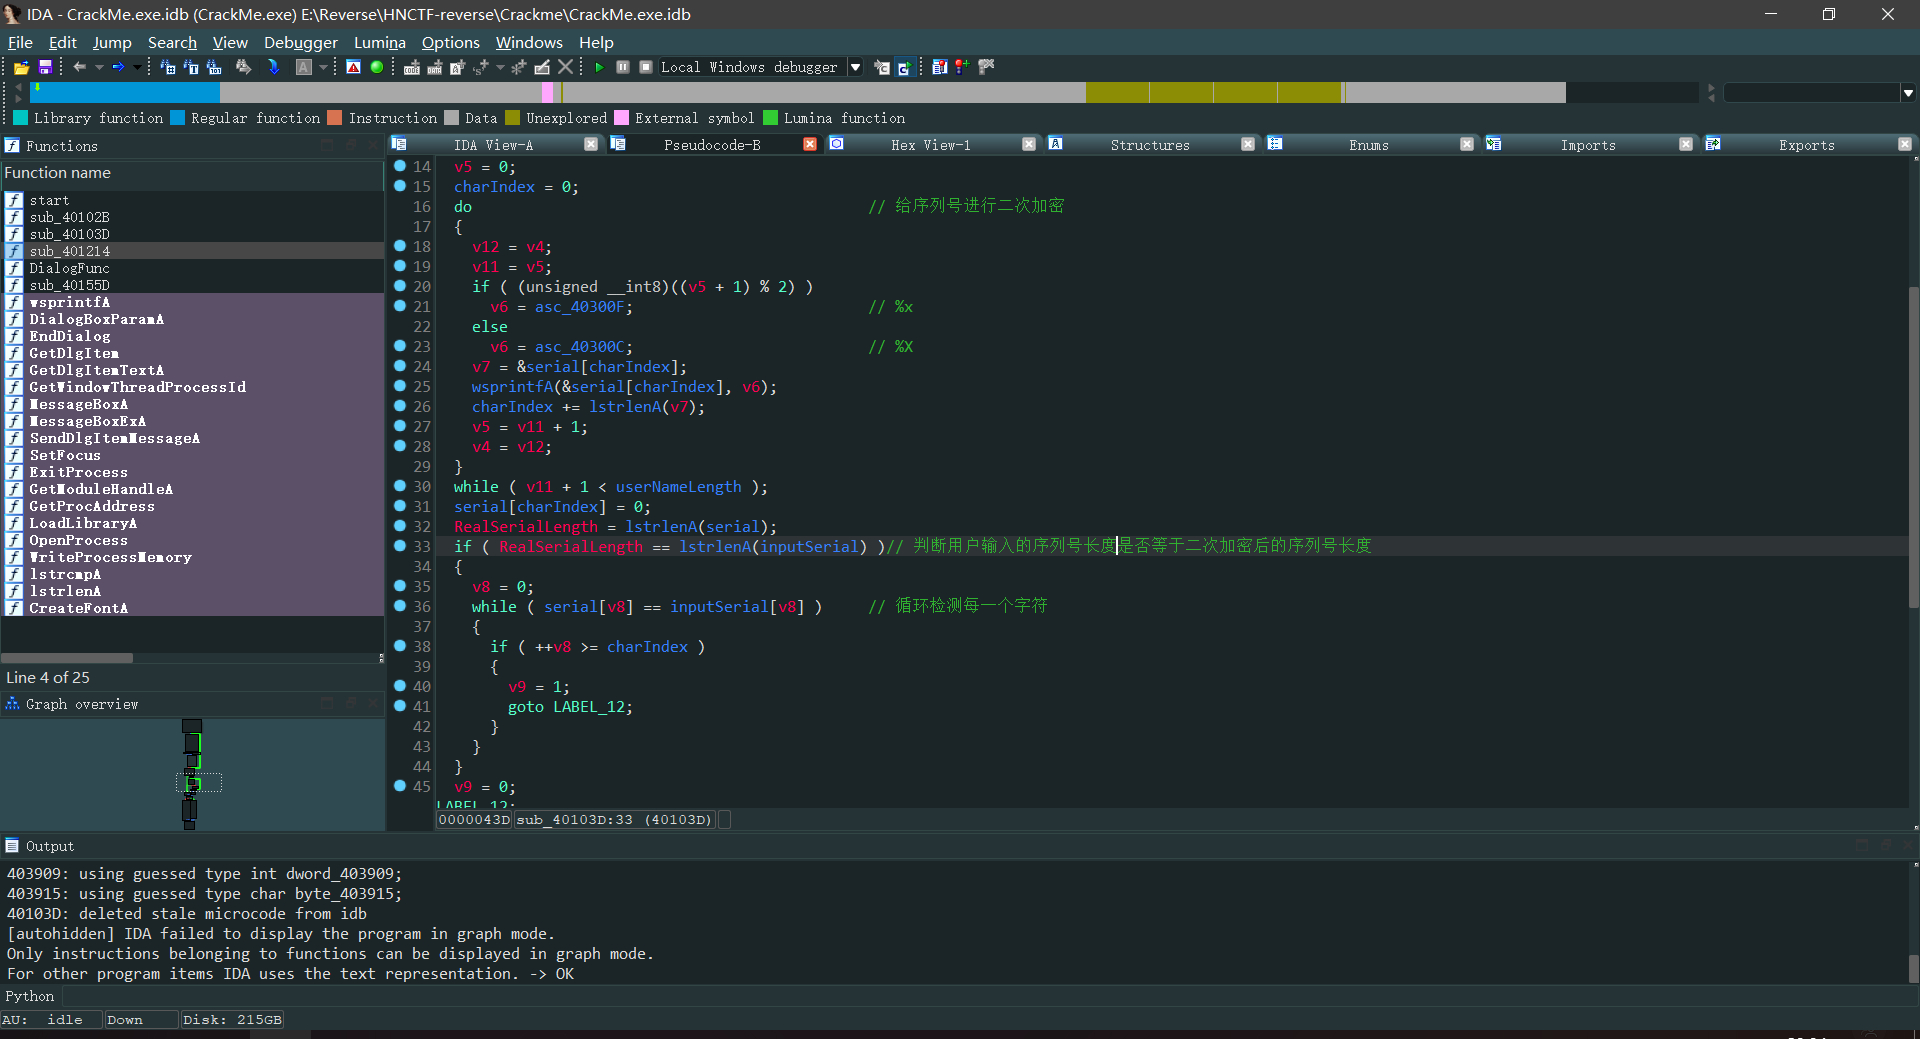 IDA - CrackMe.exe.idb (CrackMe.exe) E:\Reverse\HNCTF-reverse\Crackme\CrackMe.exe.idb
File Edit Jump Search View Debugger Lumina Options Windows Help
Local Windows debugger
Library function Regular function Instruction Data Unexplored External symbol Lumina function
Functions
IDA View-A Pseudocode-B Hex View-1 Structures Enums Imports Exports
Function name
start
sub_40102B
sub_40103D
sub_401214
DialogFunc
sub_40155D
wsprintfA
DialogBoxParamA
EndDialog
GetDlgItem
GetDlgItemTextA
GetWindowThreadProcessId
MessageBoxA
MessageBoxExA
SendDlgItemMessageA
SetFocus
ExitProcess
GetModuleHandleA
GetProcAddress
LoadLibraryA
OpenProcess
WriteProcessMemory
lstrcmpA
lstrlenA
CreateFontA
Line 4 of 25
Graph overview
14 v5 = 0;
15 charIndex = 0;
16 do // 给序列号进行二次加密
17 {
18 v12 = v4;
19 v11 = v5;
20 if ( (unsigned __int8)((v5 + 1) % 2) )
21 v6 = asc_40300F; // %x
22 else
23 v6 = asc_40300C; // %X
24 v7 = &serial[charIndex];
25 wsprintfA(&serial[charIndex], v6);
26 charIndex += lstrlenA(v7);
27 v5 = v11 + 1;
28 v4 = v12;
29 }
30 while ( v11 + 1 < userNameLength );
31 serial[charIndex] = 0;
32 RealSerialLength = lstrlenA(serial);
33 if ( RealSerialLength == lstrlenA(inputSerial) )// 判断用户输入的序列号长度是否等于二次加密后的序列号长度
34 {
35 v8 = 0;
36 while ( serial[v8] == inputSerial[v8] ) // 循环检测每一个字符
37 {
38 if ( ++v8 >= charIndex )
39 {
40 v9 = 1;
41 goto LABEL_12;
42 }
43 }
44 }
45 v9 = 0;
LABEL_12:
0000043D sub_40103D:33 (40103D)
Output
403909: using guessed type int dword_403909;
403915: using guessed type char byte_403915;
40103D: deleted stale microcode from idb
[autohidden] IDA failed to display the program in graph mode.
Only instructions belonging to functions can be displayed in graph mode.
For other program items IDA uses the text representation. -> OK
Python
AU: idle Down Disk: 215GB